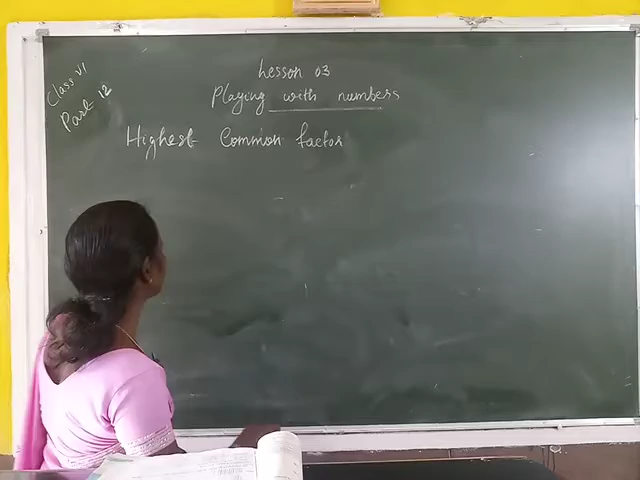 Class VI
Part 12
Lesson 03
Playing with numbers
Highest Common factor